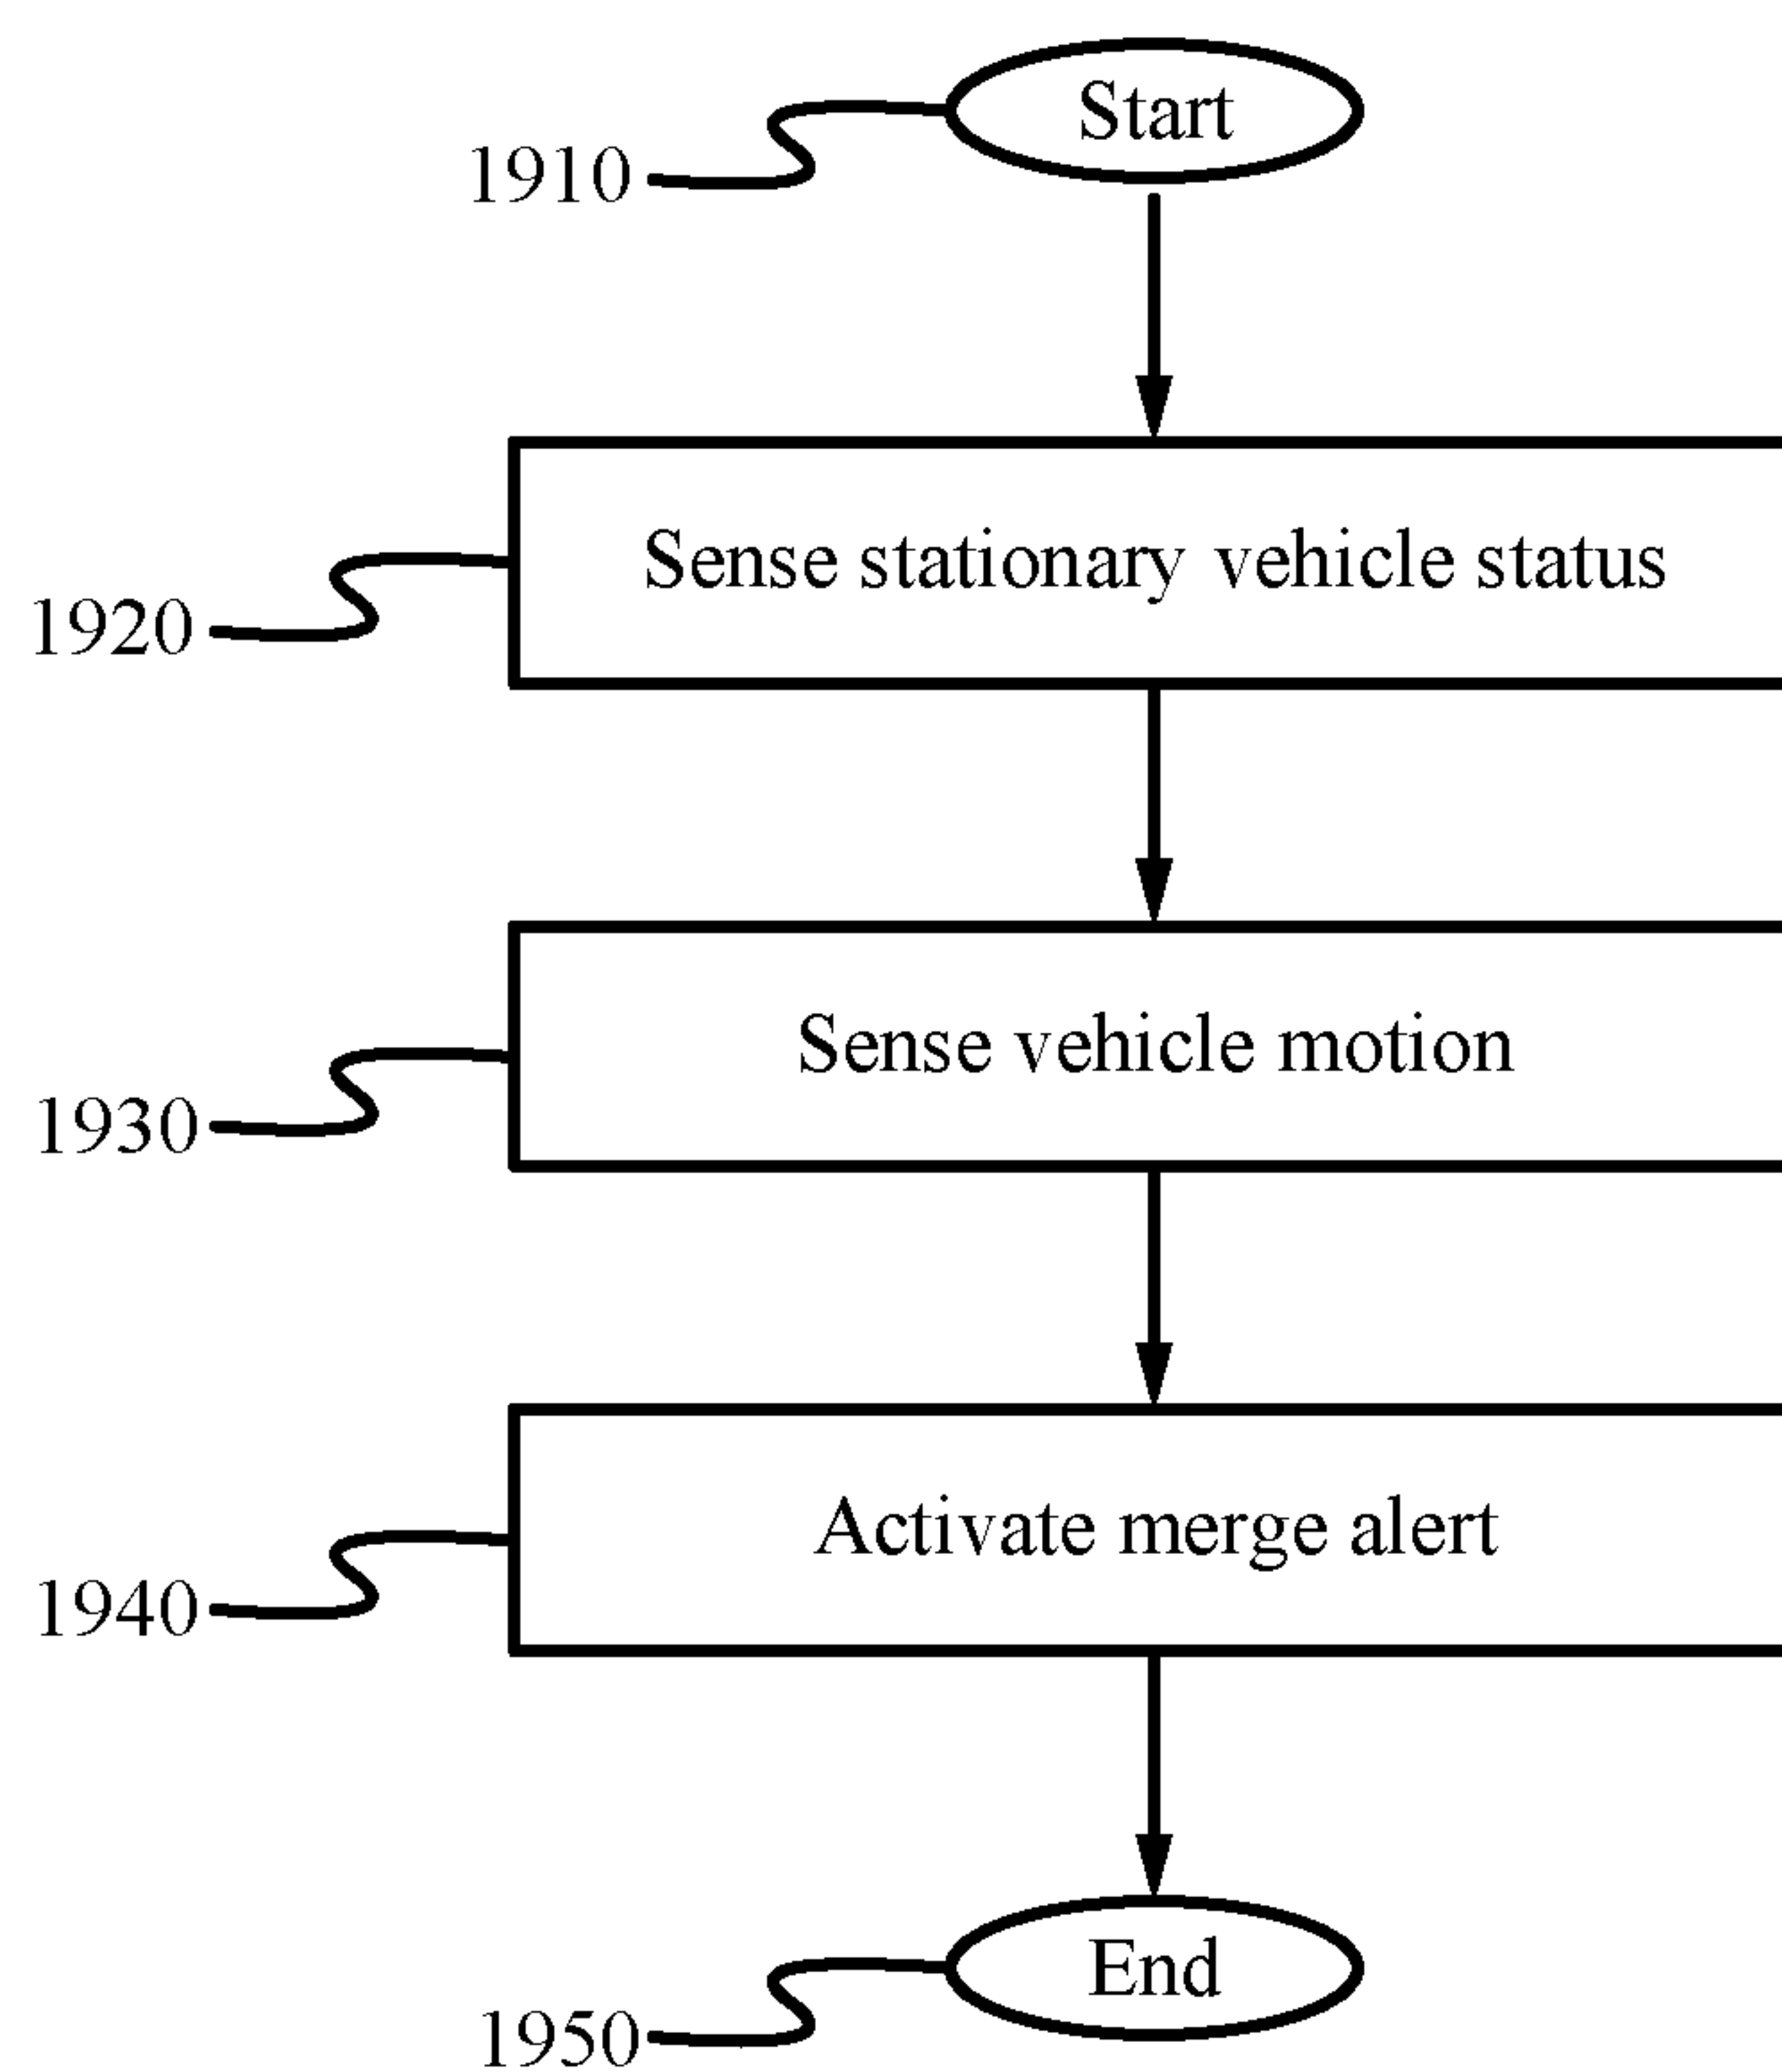 Start
1910
Sense stationary vehicle status
1920
Sense vehicle motion
1930
Activate merge alert
1940
End
1950